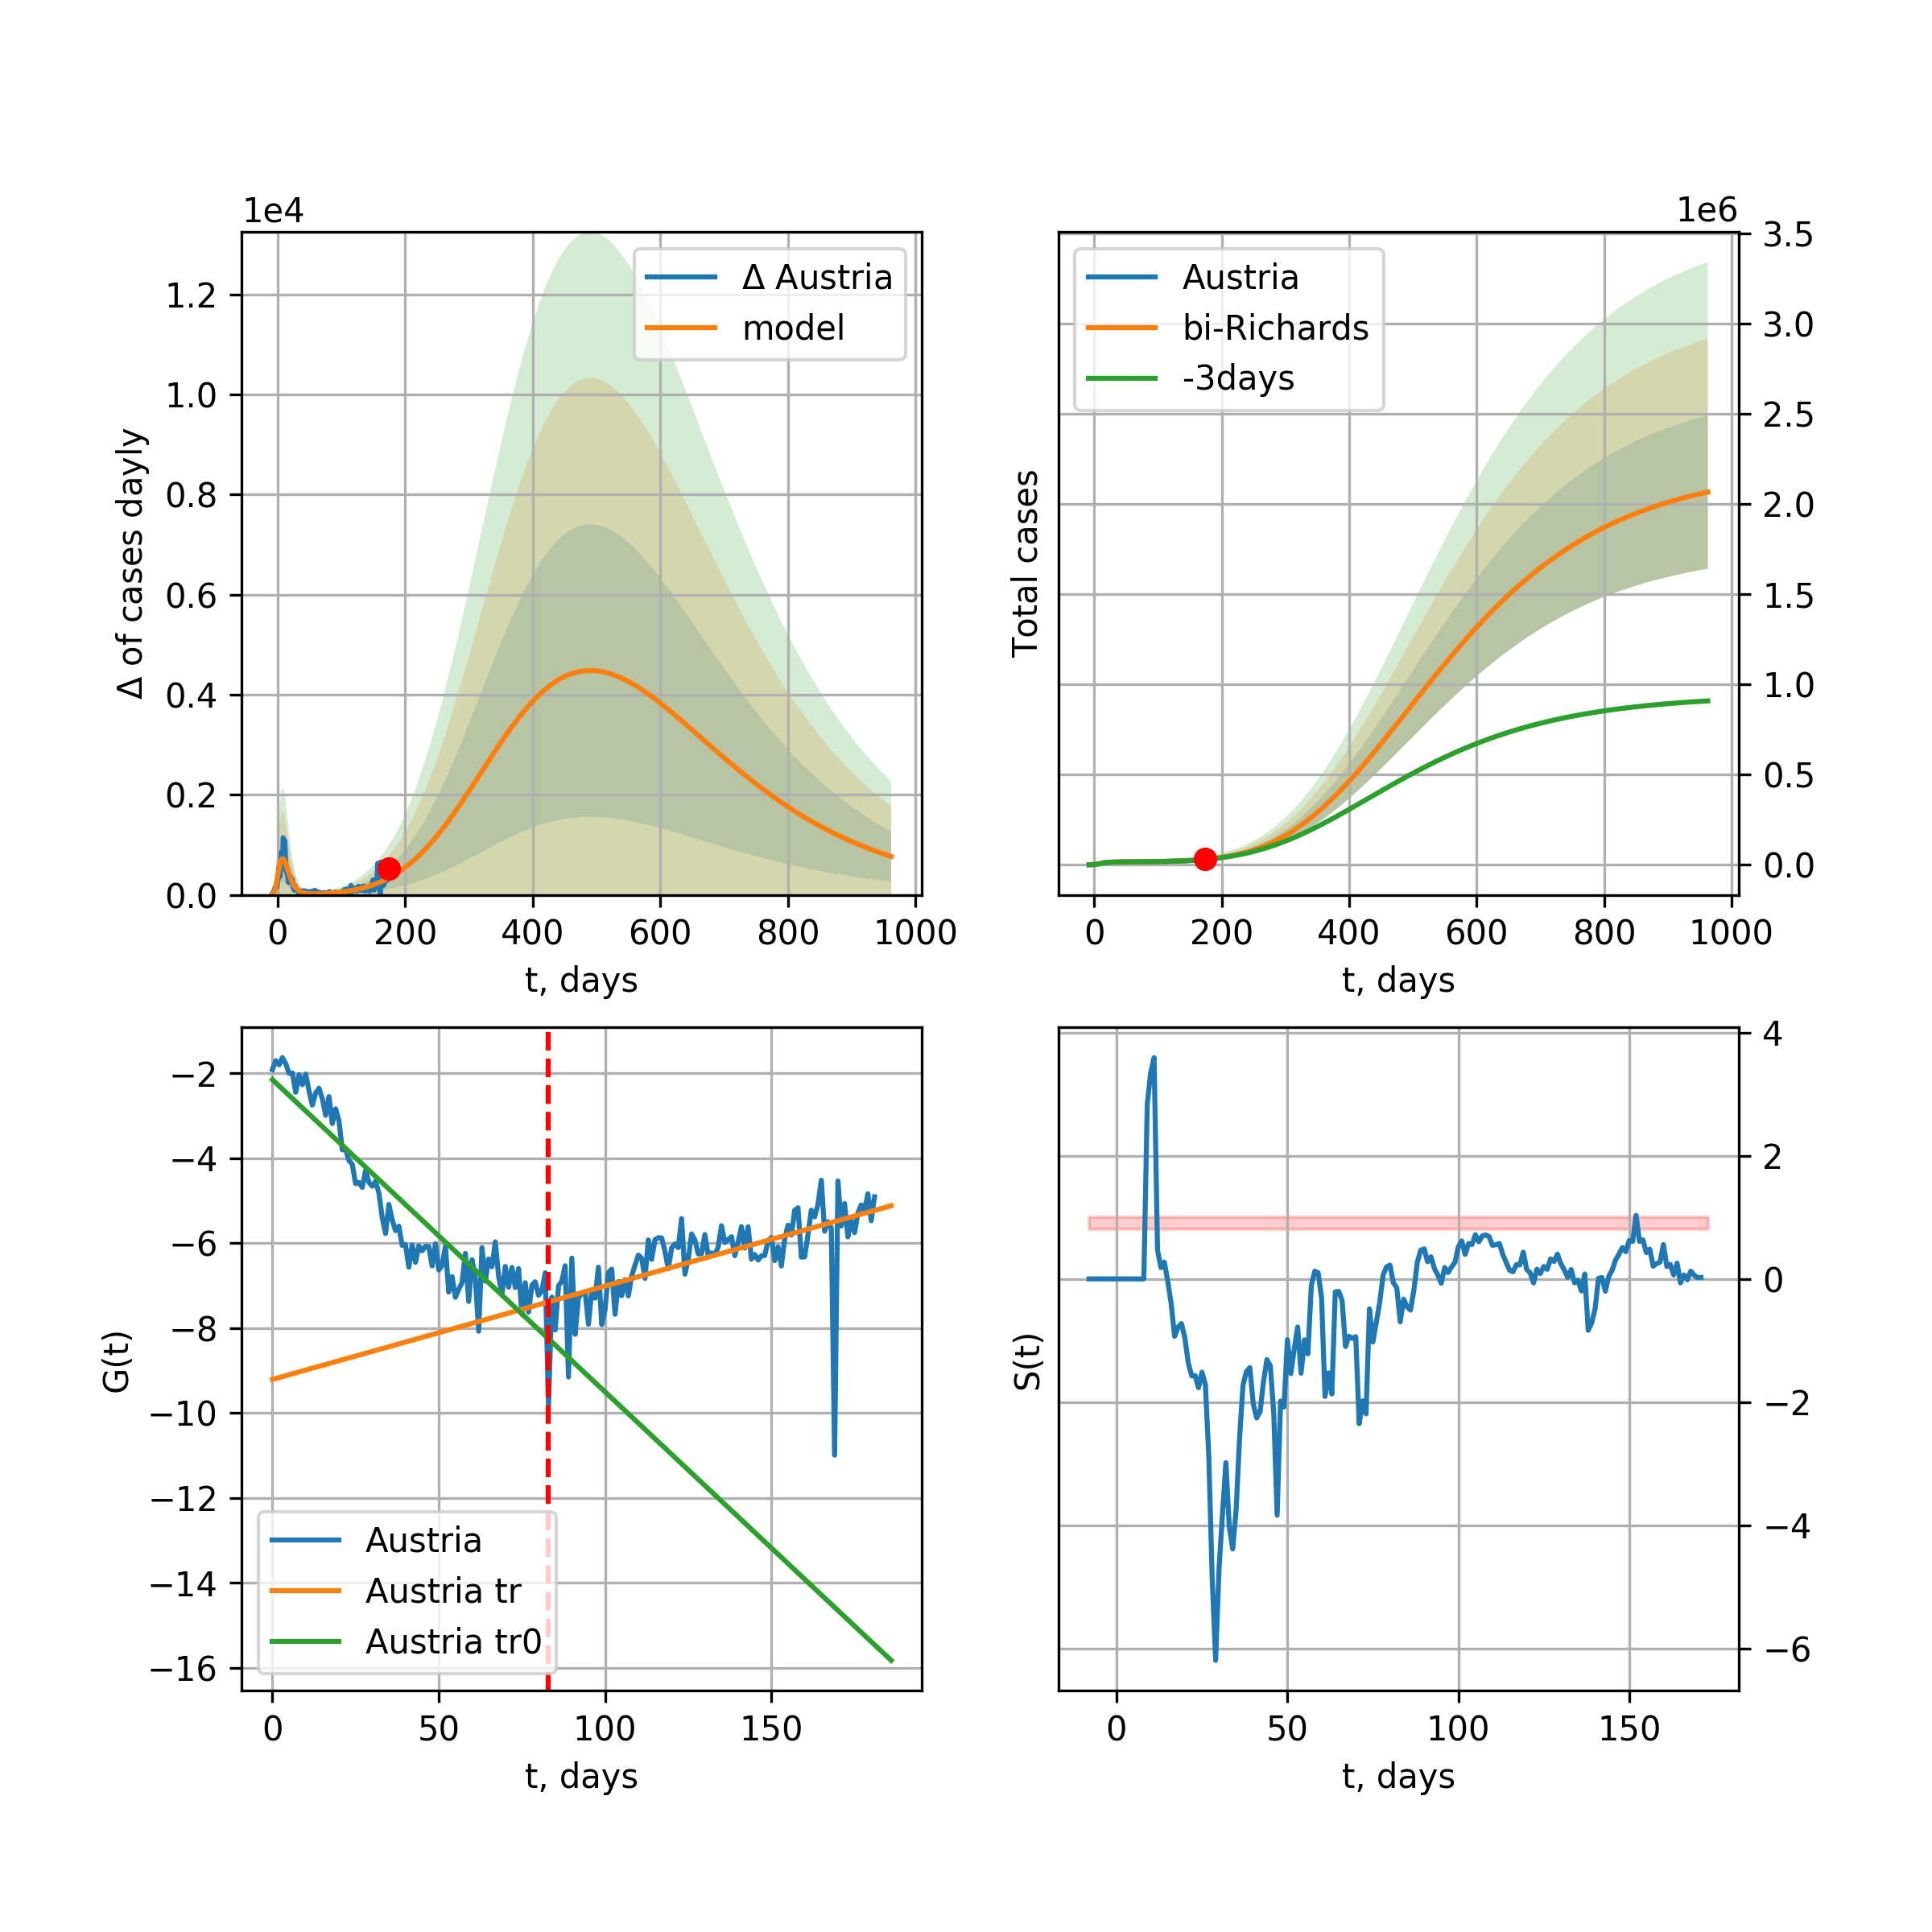 1e4
Δ of cases dayly
1.2
1.0
0.8
0.6
0.4
0.2
0.0
Δ Austria
model
0 200 400 600 800 1000
t, days
1e6
Total cases
Austria
bi-Richards
-3days
3.5
3.0
2.5
2.0
1.5
1.0
0.5
0.0
0 200 400 600 800 1000
t, days
G(t)
−2
−4
−6
−8
−10
−12
−14
−16
Austria
Austria tr
Austria tr0
0 50 100 150
t, days
S(t)
4
2
0
−2
−4
−6
0 50 100 150
t, days